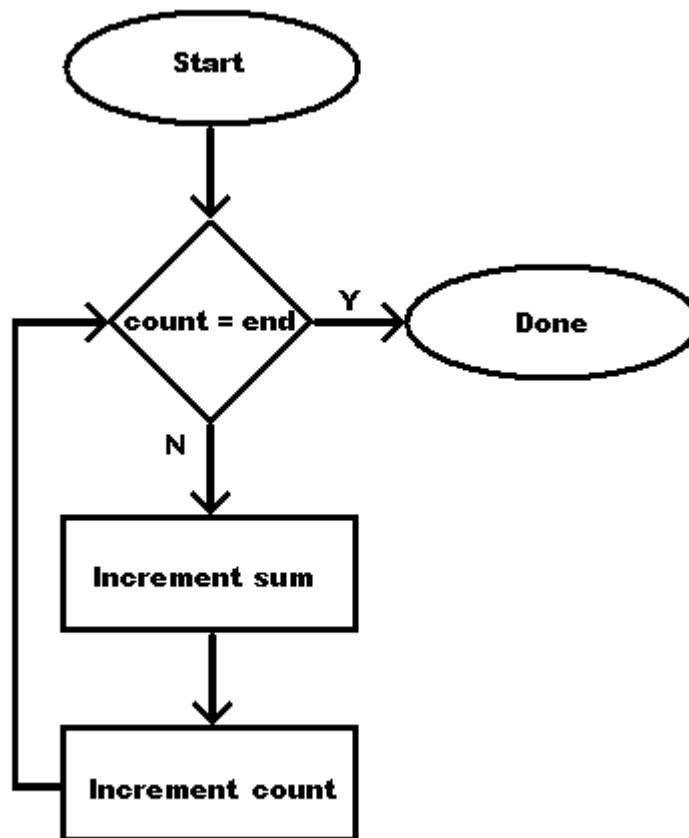 Start
count = end
Y
Done
N
Increment sum
Increment count